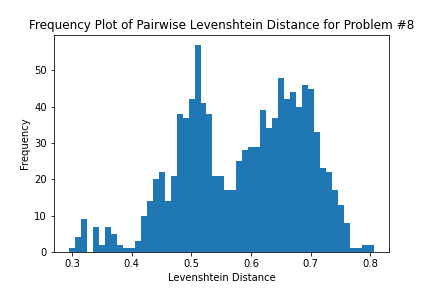 Frequency Plot of Pairwise Levenshtein Distance for Problem #8
Frequency
50
40
30
20
10
0
0.3 0.4 0.5 0.6 0.7 0.8
Levenshtein Distance